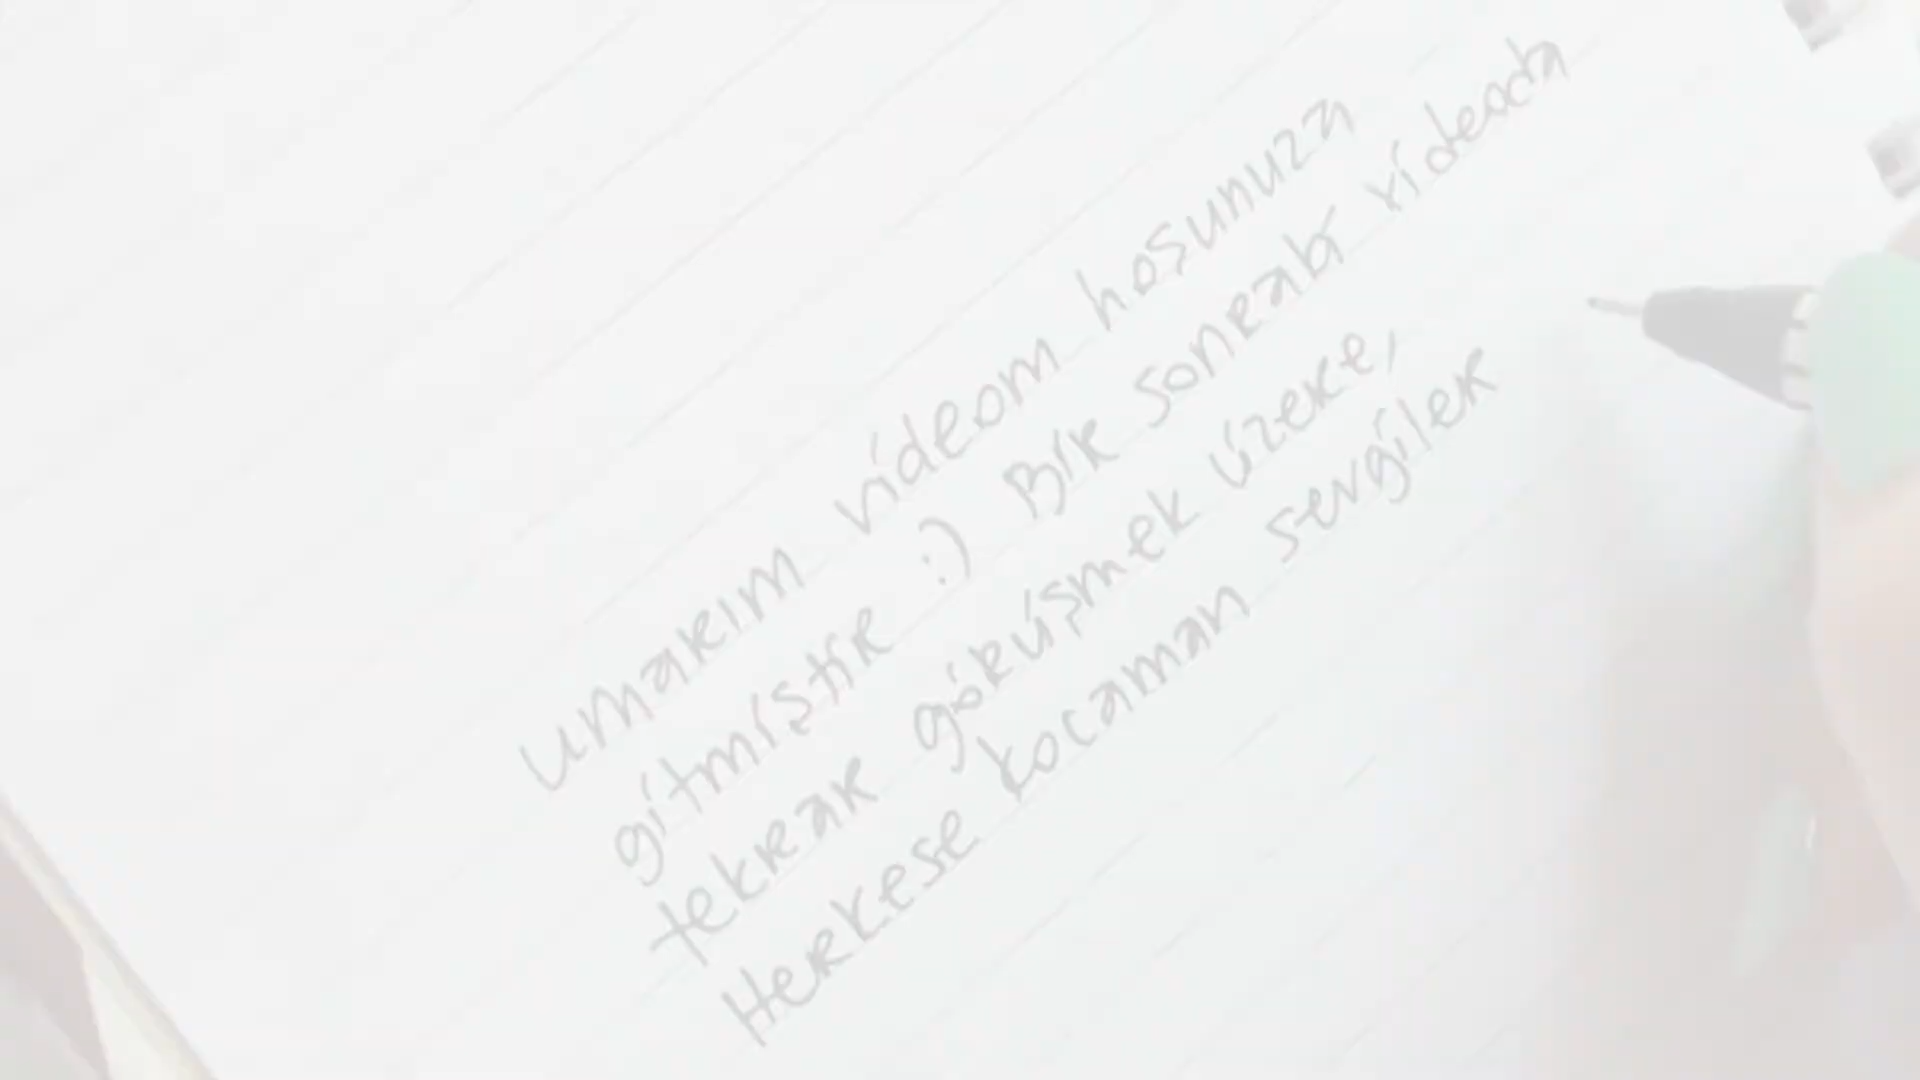 umarım videom hoşunuza
gitmiştir :) Bir sonraki videoda
tekrar görüşmek üzere,
Herkese kocaman sevgiler